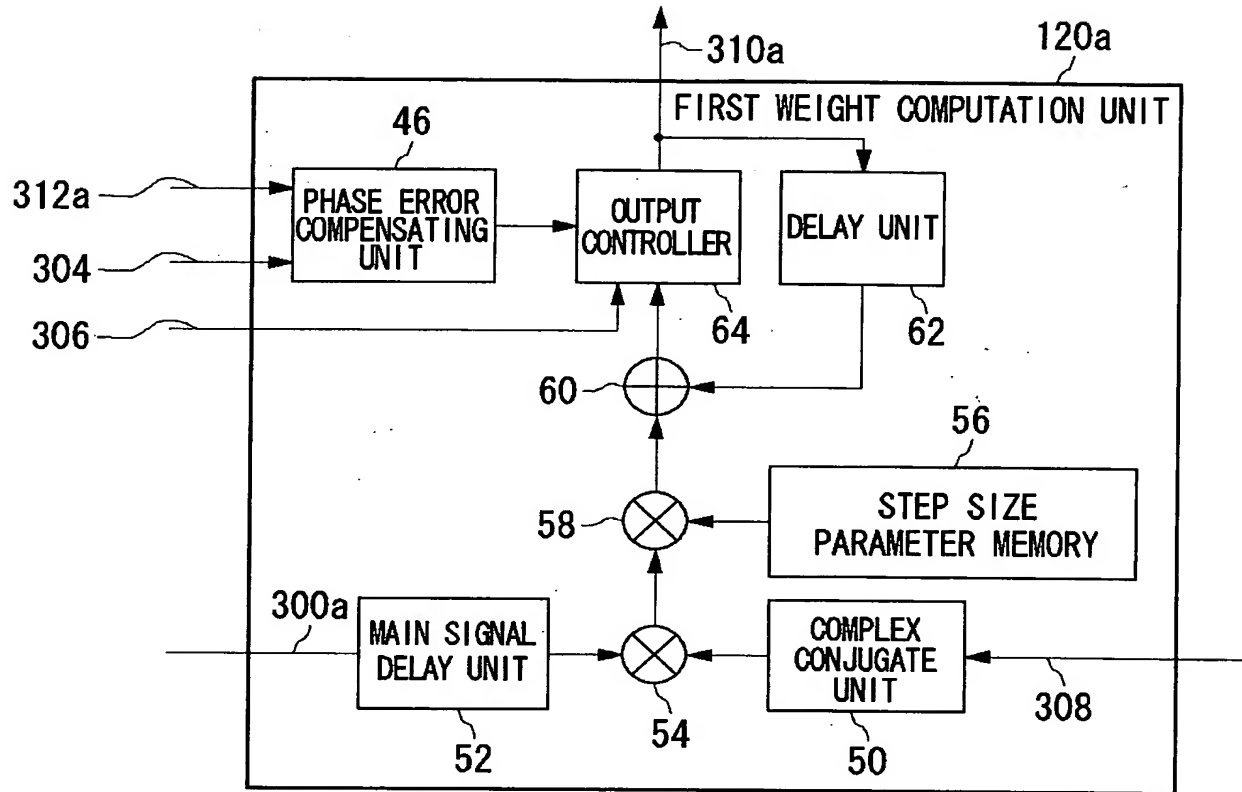 310a
120a
FIRST WEIGHT COMPUTATION UNIT
46
312a
PHASE ERROR
COMPENSATING
UNIT
OUTPUT
CONTROLLER
DELAY UNIT
304
306
64
62
60
56
58
STEP SIZE
PARAMETER MEMORY
300a
MAIN SIGNAL
DELAY UNIT
COMPLEX
CONJUGATE
UNIT
308
52
54
50